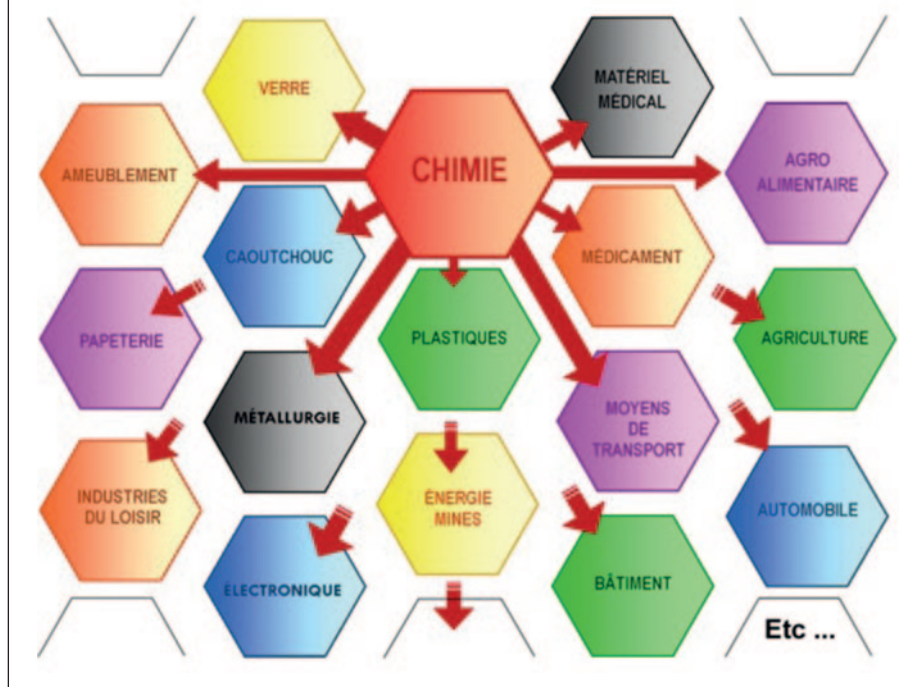 VERRE
MATÉRIEL
MÉDICAL
CHIMIE
AMEUBLEMENT
AGRO
ALIMENTAIRE
CAOUTCHOUC
MÉDICAMENT
PAPETERIE
PLASTIQUES
AGRICULTURE
MÉTALLURGIE
MOYENS
DE
TRANSPORT
INDUSTRIES
DU LOISIR
ÉNERGIE
MINES
AUTOMOBILE
ÉLECTRONIQUE
BÂTIMENT
Etc ...